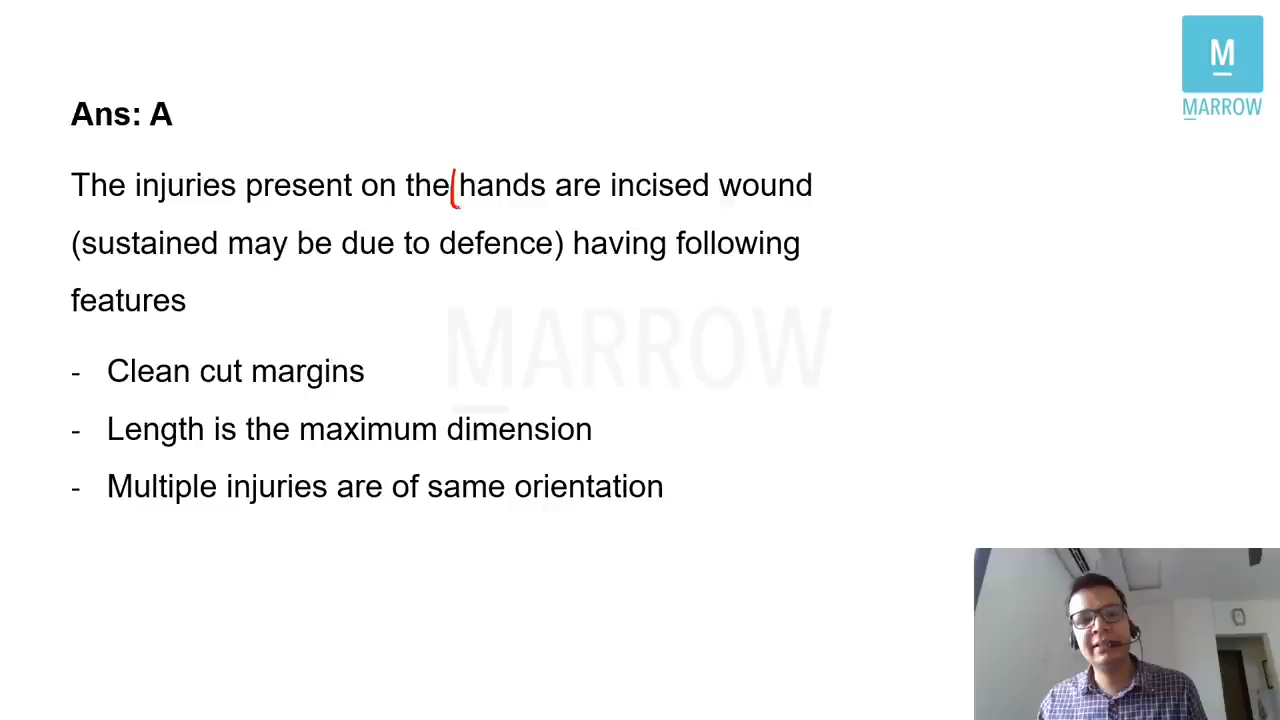 M
MARROW
Ans: A
The injuries present on the hands are incised wound
(sustained may be due to defence) having following
features
MARROW
- Clean cut margins
- Length is the maximum dimension
- Multiple injuries are of same orientation